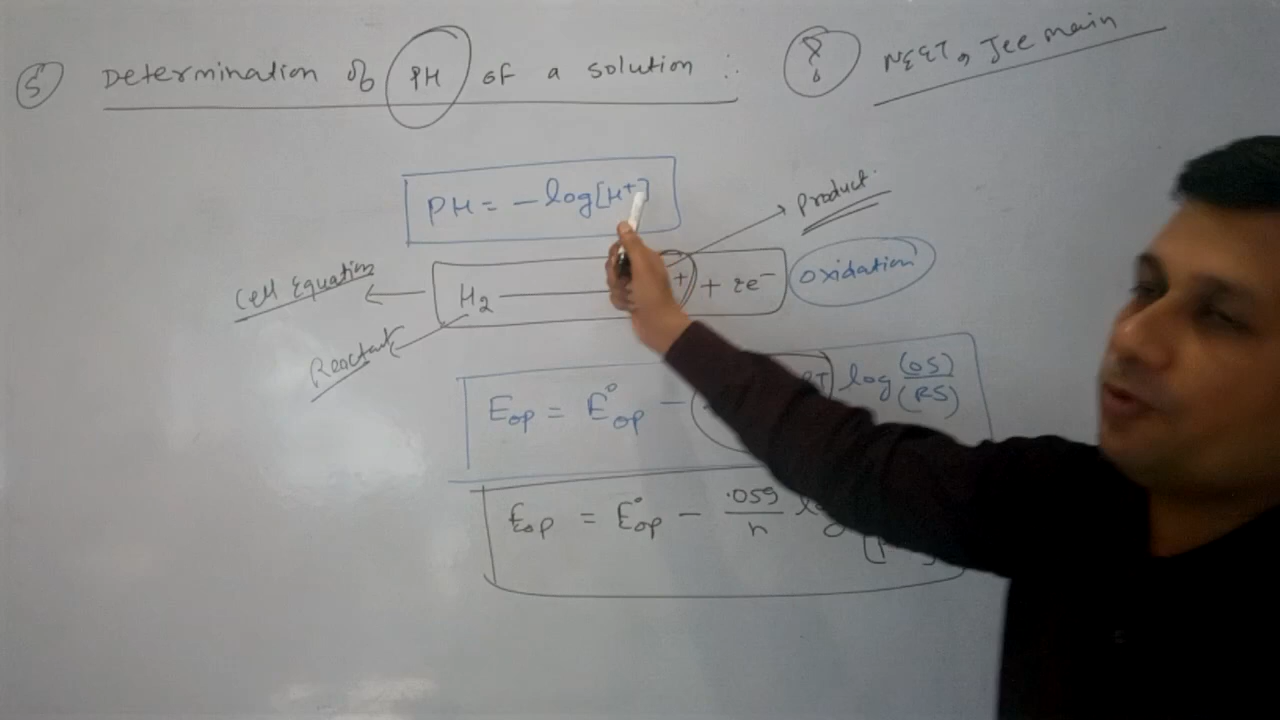 5 Determination of PH of a solution :
NEET, Jee main
PH = - log [H⁺]
Product
Cell Equation
H₂ + 2e⁻ oxidation
Reactant
Eop = E°op - RT log (OS)/(RS)
Eop = E°op - .059/n